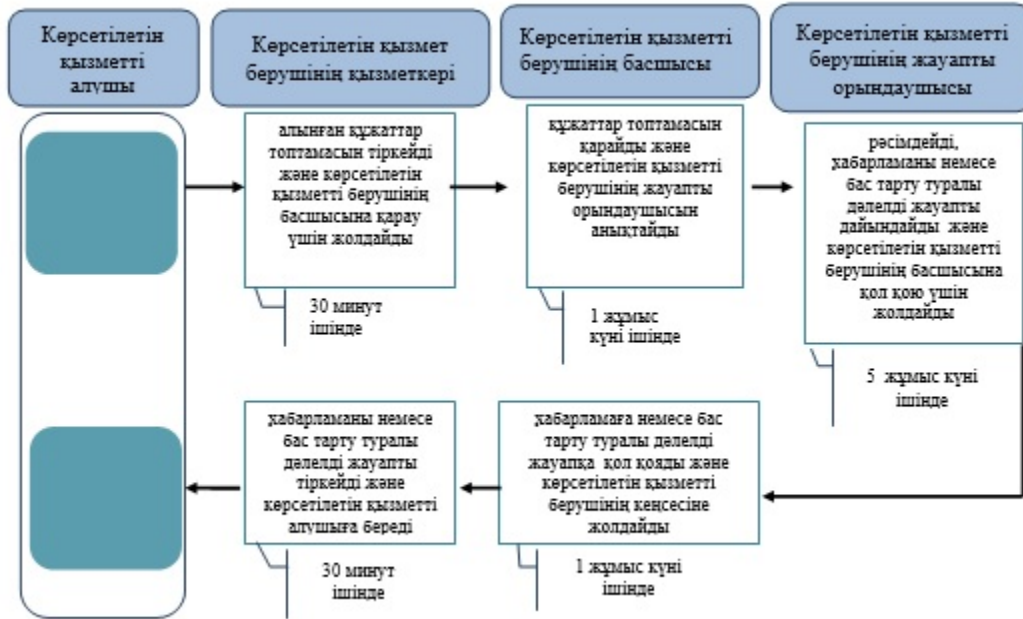 Көрсетілетін
қызметті
алушы
Көрсетілетін қызмет
берушінің қызметкері
Көрсетілетін қызметті
берушінің басшысы
Көрсетілетін қызметті
берушінің жауапты
орындаушысы
алынған құжаттар
топтамасын тіркейді
және көрсетілетін
қызметті берушінің
басшысына қарау
үшін жолдайды
30 минут
ішінде
құжаттар топтамасын
қарайды және
көрсетілетін қызметті
берушінің жауапты
орындаушысын
анықтайды
1 жұмыс
күні ішінде
рәсімдейді,
хабарламаны немесе
бас тарту туралы
дәлелді жауапты
дайындайды және
көрсетілетін қызметті
берушінің басшысына
қол қою үшін
жолдайды
5 жұмыс күні
ішінде
хабарламаны немесе
бас тарту туралы
дәлелді жауапты
тіркейді және
көрсетілетін қызметті
алушыға береді
30 минут
ішінде
хабарламаға немесе бас
тарту туралы дәлелді
жауапқа қол қояды және
көрсетілетін қызметті
берушінің кеңсесіне
жолдайды
1 жұмыс күні
ішінде